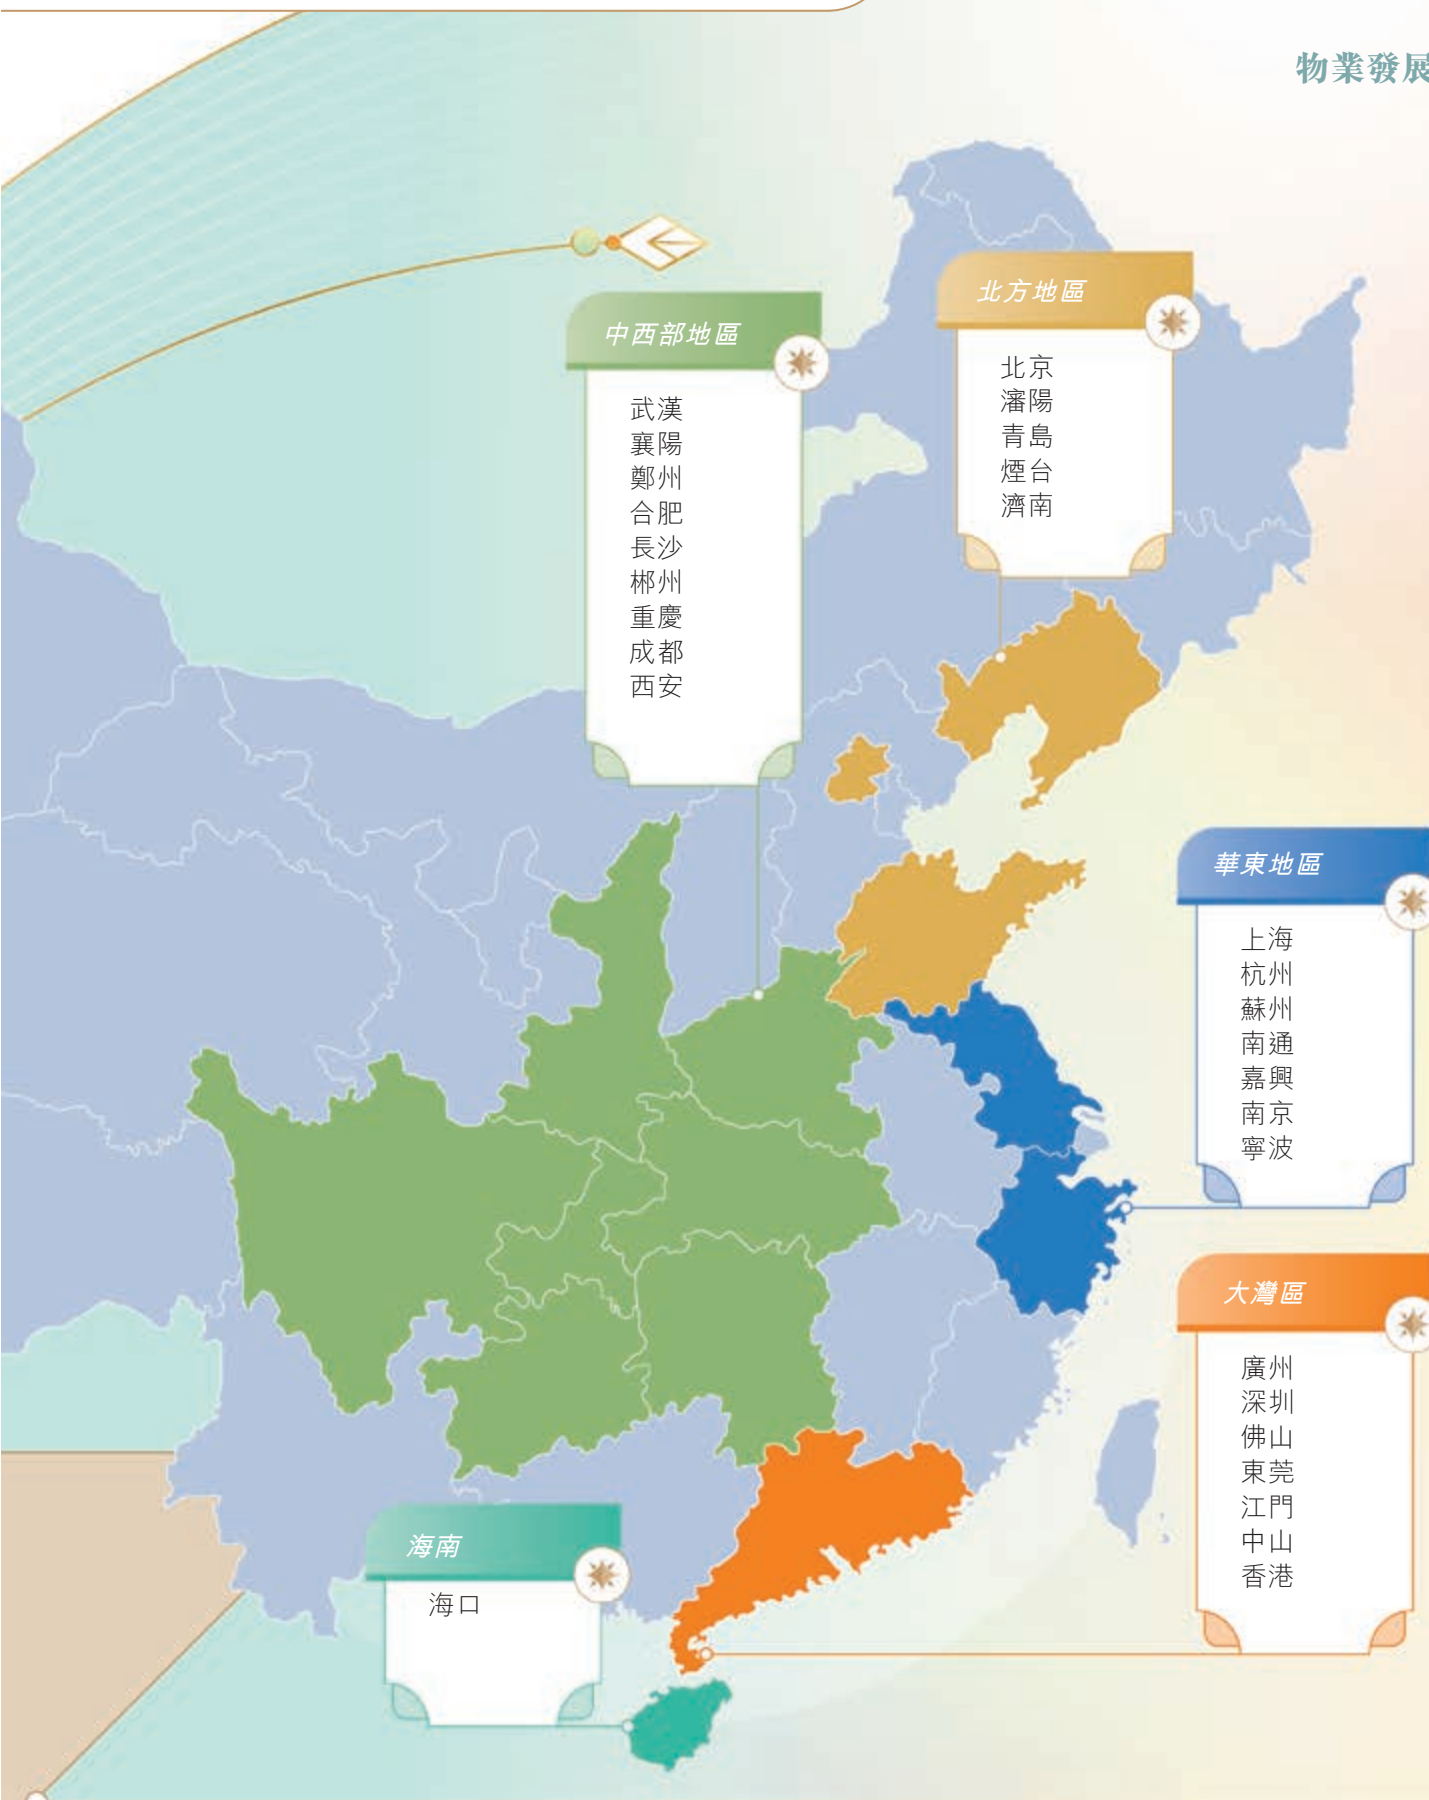 物業發展
中西部地區
武漢
襄陽
鄭州
合肥
長沙
郴州
重慶
成都
西安
北方地區
北京
瀋陽
青島
煙台
濟南
華東地區
上海
杭州
蘇州
南通
嘉興
南京
寧波
大灣區
廣州
深圳
佛山
東莞
江門
中山
香港
海南
海口